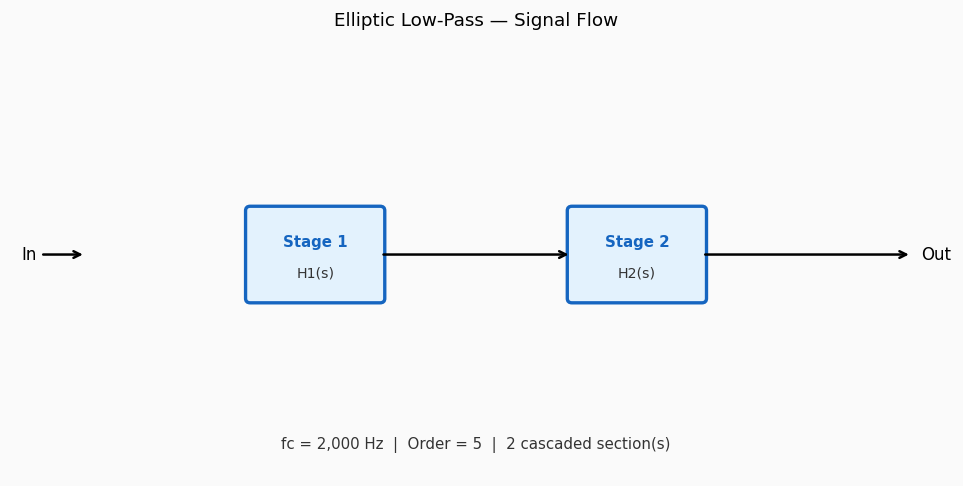 Elliptic Low-Pass — Signal Flow
In
Stage 1
H1(s)
Stage 2
H2(s)
Out
fc = 2,000 Hz | Order = 5 | 2 cascaded section(s)